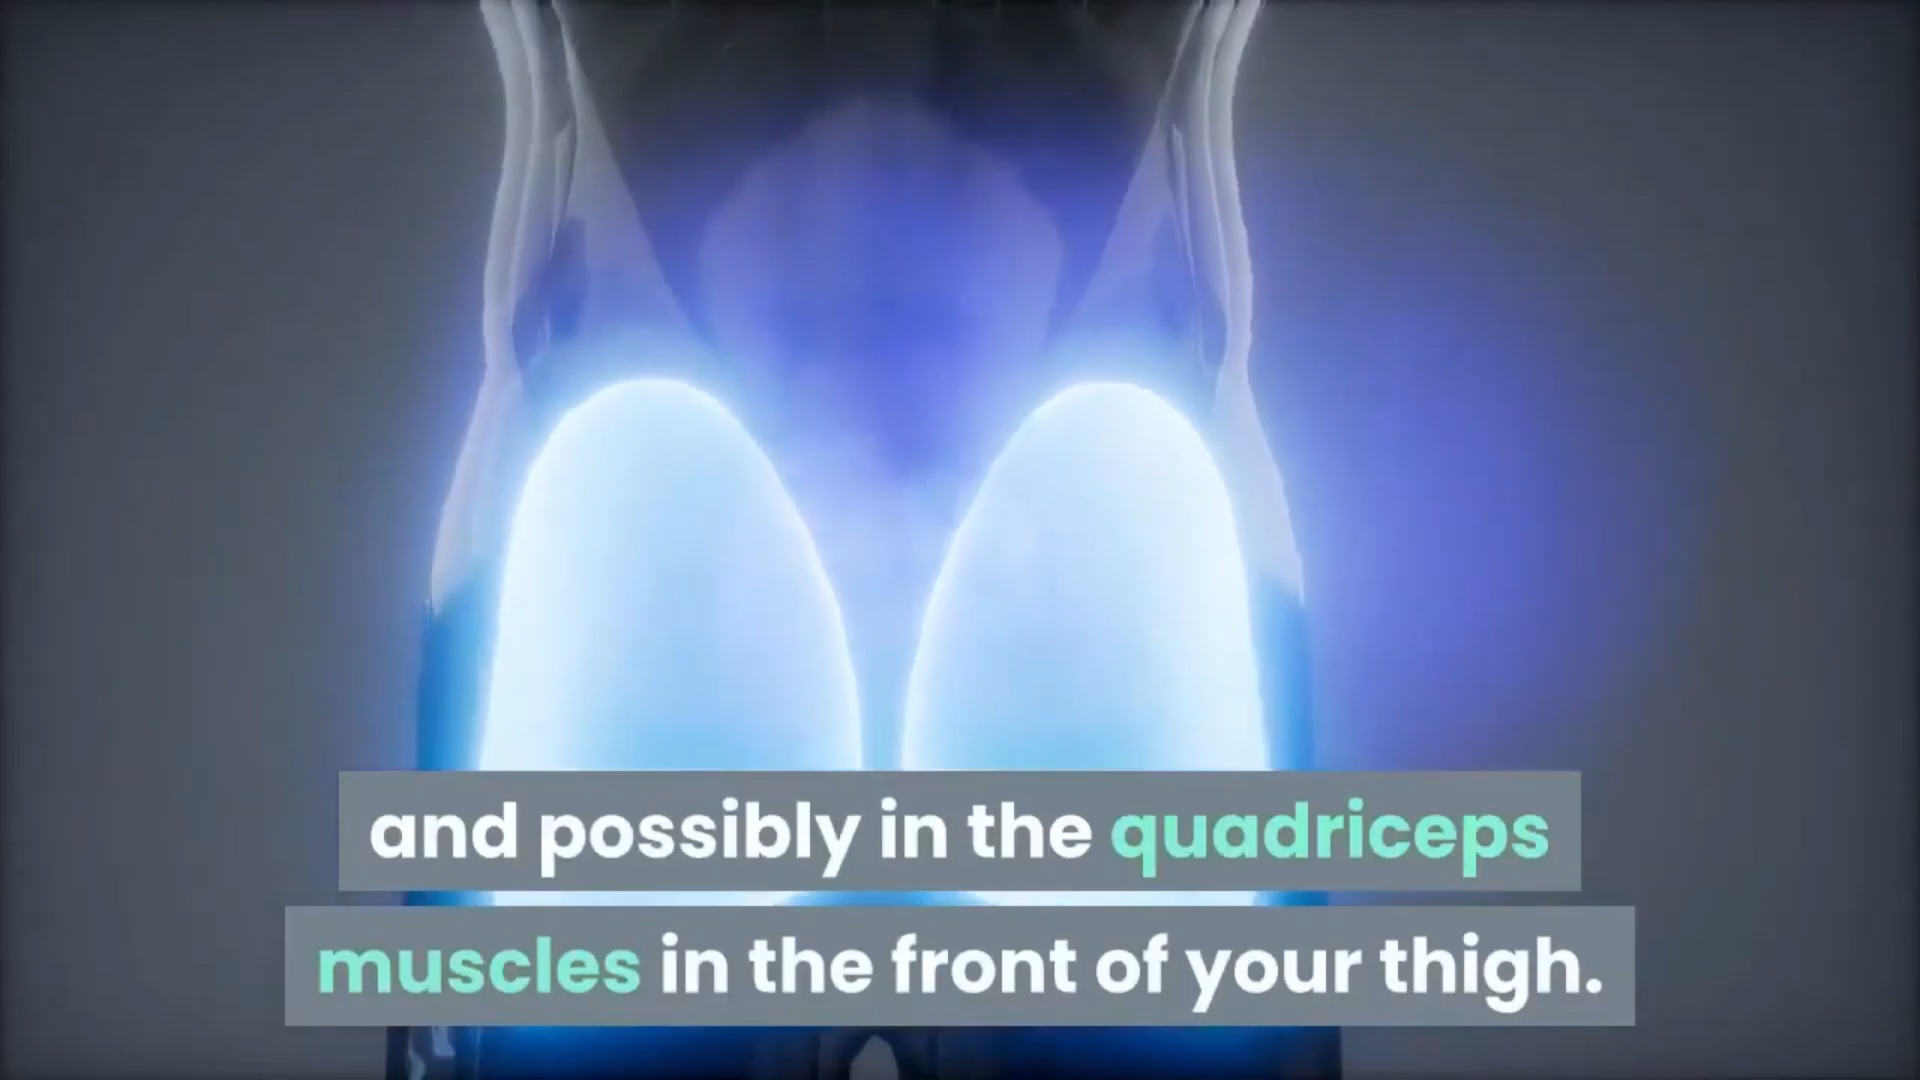 and possibly in the quadriceps
muscles in the front of your thigh.